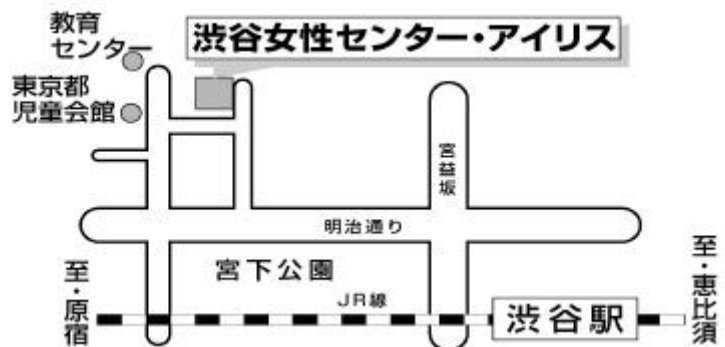 教育
センター
渋谷女性センター・アイリス
東京都
児童会館
宮益坂
明治通り
宮下公園
至・原宿
JR線
渋谷駅
至・恵比須